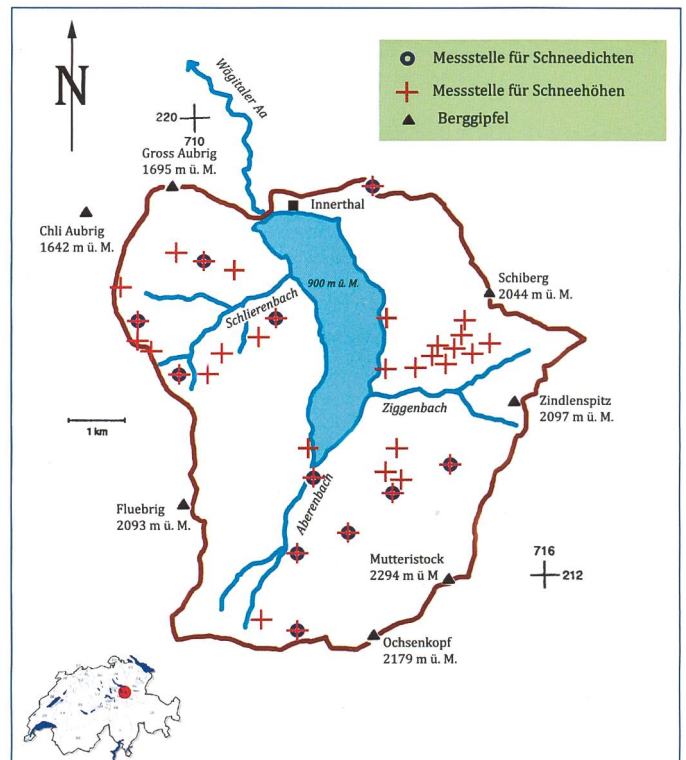 N
Wägitaler Aa
Messstelle für Schneedichten
Messstelle für Schneehöhen
Berggipfel
220
710
Gross Aubrig
1695 m ü. M.
Innerthal
Chli Aubrig
1642 m ü. M.
900 m ü. M.
Schiberg
2044 m ü. M.
Schlierenbach
Zindlenspitz
2097 m ü. M.
Ziggenbach
1 km
Aberenbach
Fluebrig
2093 m ü. M.
Mutteristock
2294 m ü M
716
212
Ochsenkopf
2179 m ü. M.